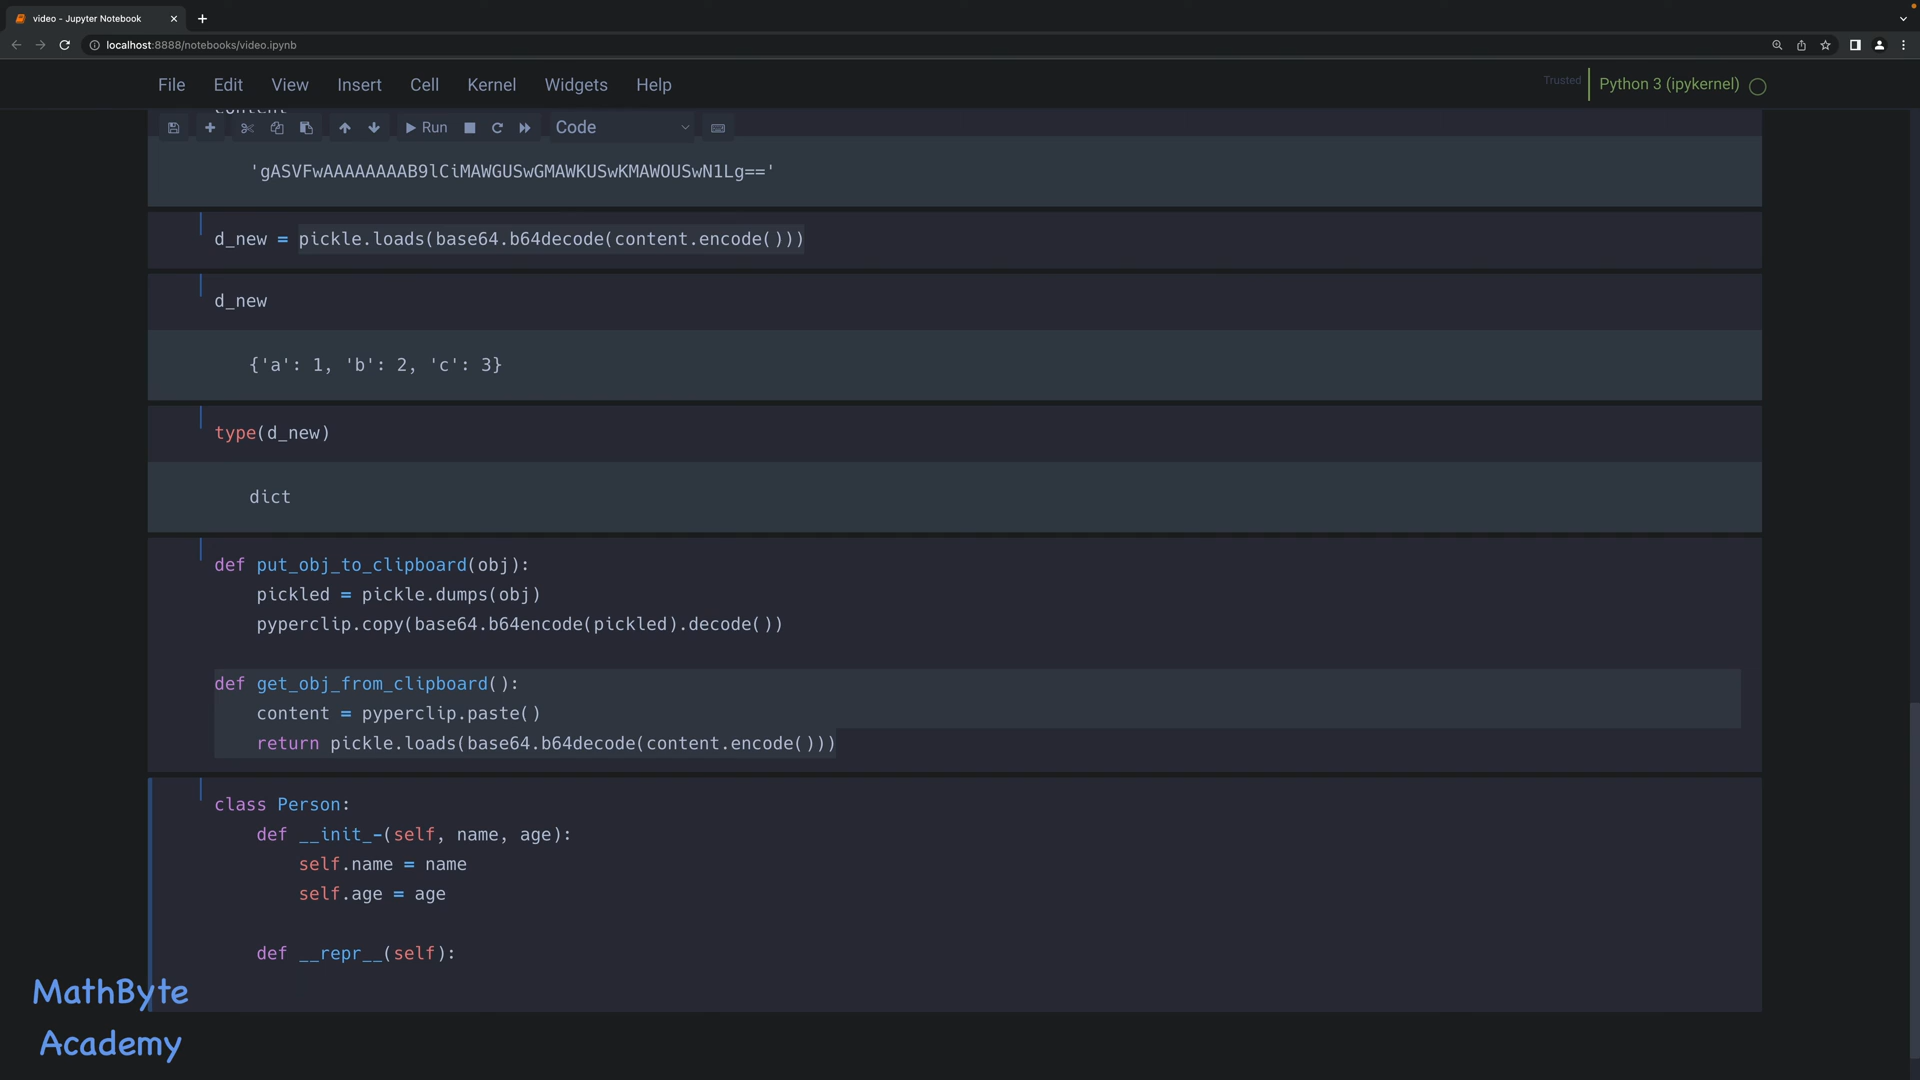 video - Jupyter Notebook
localhost:8888/notebooks/video.ipynb
File Edit View Insert Cell Kernel Widgets Help
Trusted
Python 3 (ipykernel)
content
Run
Code
'gASVFwAAAAAAAAB9lCiMAWGUSwGMAWKUSwKMAWOUSwN1Lg=='
d_new = pickle.loads(base64.b64decode(content.encode()))
d_new
{'a': 1, 'b': 2, 'c': 3}
type(d_new)
dict
def put_obj_to_clipboard(obj):
    pickled = pickle.dumps(obj)
    pyperclip.copy(base64.b64encode(pickled).decode())
def get_obj_from_clipboard():
    content = pyperclip.paste()
    return pickle.loads(base64.b64decode(content.encode()))
class Person:
    def __init_-(self, name, age):
        self.name = name
        self.age = age
    def __repr__(self):
MathByte
Academy